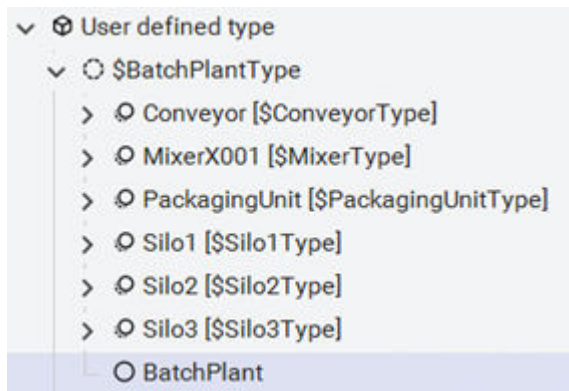 User defined type
$BatchPlantType
Conveyor [$ConveyorType]
MixerX001 [$MixerType]
PackagingUnit [$PackagingUnitType]
Silo1 [$Silo1Type]
Silo2 [$Silo2Type]
Silo3 [$Silo3Type]
BatchPlant